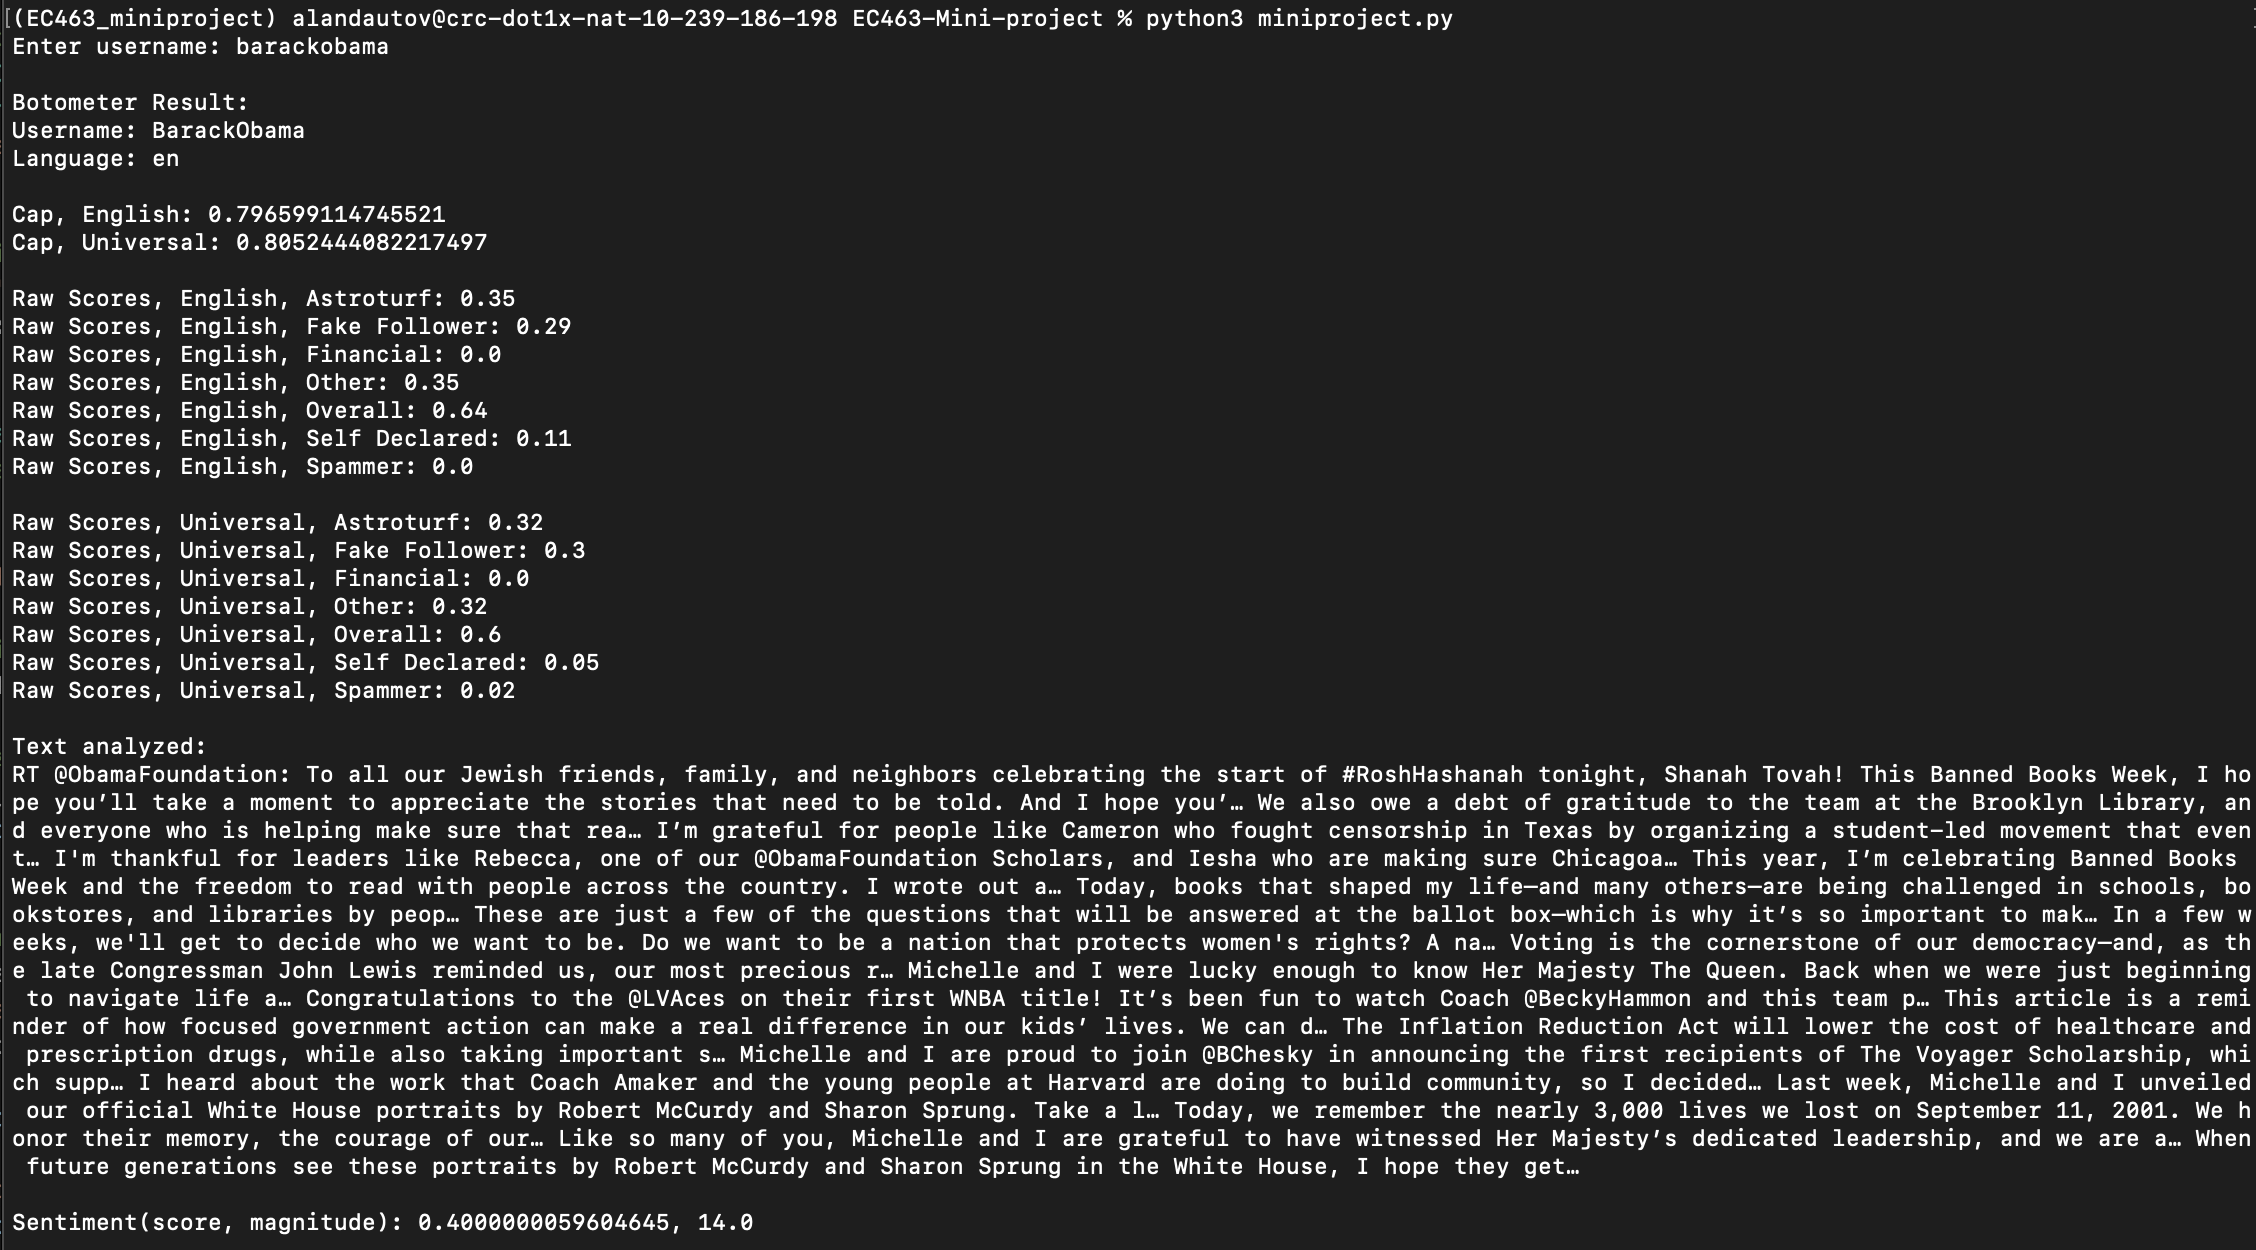 [(EC463_miniproject) alandautov@crc-dot1x-nat-10-239-186-198 EC463-Mini-project % python3 miniproject.py
Enter username: barackobama
Botometer Result:
Username: BarackObama
Language: en
Cap, English: 0.796599114745521
Cap, Universal: 0.8052444082217497
Raw Scores, English, Astroturf: 0.35
Raw Scores, English, Fake Follower: 0.29
Raw Scores, English, Financial: 0.0
Raw Scores, English, Other: 0.35
Raw Scores, English, Overall: 0.64
Raw Scores, English, Self Declared: 0.11
Raw Scores, English, Spammer: 0.0
Raw Scores, Universal, Astroturf: 0.32
Raw Scores, Universal, Fake Follower: 0.3
Raw Scores, Universal, Financial: 0.0
Raw Scores, Universal, Other: 0.32
Raw Scores, Universal, Overall: 0.6
Raw Scores, Universal, Self Declared: 0.05
Raw Scores, Universal, Spammer: 0.02
Text analyzed:
RT @ObamaFoundation: To all our Jewish friends, family, and neighbors celebrating the start of #RoshHashanah tonight, Shanah Tovah! This Banned Books Week, I ho
pe you’ll take a moment to appreciate the stories that need to be told. And I hope you’… We also owe a debt of gratitude to the team at the Brooklyn Library, an
d everyone who is helping make sure that rea… I’m grateful for people like Cameron who fought censorship in Texas by organizing a student-led movement that even
t… I'm thankful for leaders like Rebecca, one of our @ObamaFoundation Scholars, and Iesha who are making sure Chicagoa… This year, I’m celebrating Banned Books
Week and the freedom to read with people across the country. I wrote out a… Today, books that shaped my life—and many others—are being challenged in schools, bo
okstores, and libraries by peop… These are just a few of the questions that will be answered at the ballot box—which is why it’s so important to mak… In a few w
eeks, we'll get to decide who we want to be. Do we want to be a nation that protects women's rights? A na… Voting is the cornerstone of our democracy—and, as th
e late Congressman John Lewis reminded us, our most precious r… Michelle and I were lucky enough to know Her Majesty The Queen. Back when we were just beginning
to navigate life a… Congratulations to the @LVAces on their first WNBA title! It’s been fun to watch Coach @BeckyHammon and this team p… This article is a remi
nder of how focused government action can make a real difference in our kids’ lives. We can d… The Inflation Reduction Act will lower the cost of healthcare and
prescription drugs, while also taking important s… Michelle and I are proud to join @BChesky in announcing the first recipients of The Voyager Scholarship, whi
ch supp… I heard about the work that Coach Amaker and the young people at Harvard are doing to build community, so I decided… Last week, Michelle and I unveiled
our official White House portraits by Robert McCurdy and Sharon Sprung. Take a l… Today, we remember the nearly 3,000 lives we lost on September 11, 2001. We h
onor their memory, the courage of our… Like so many of you, Michelle and I are grateful to have witnessed Her Majesty’s dedicated leadership, and we are a… When
future generations see these portraits by Robert McCurdy and Sharon Sprung in the White House, I hope they get…
Sentiment(score, magnitude): 0.4000000059604645, 14.0